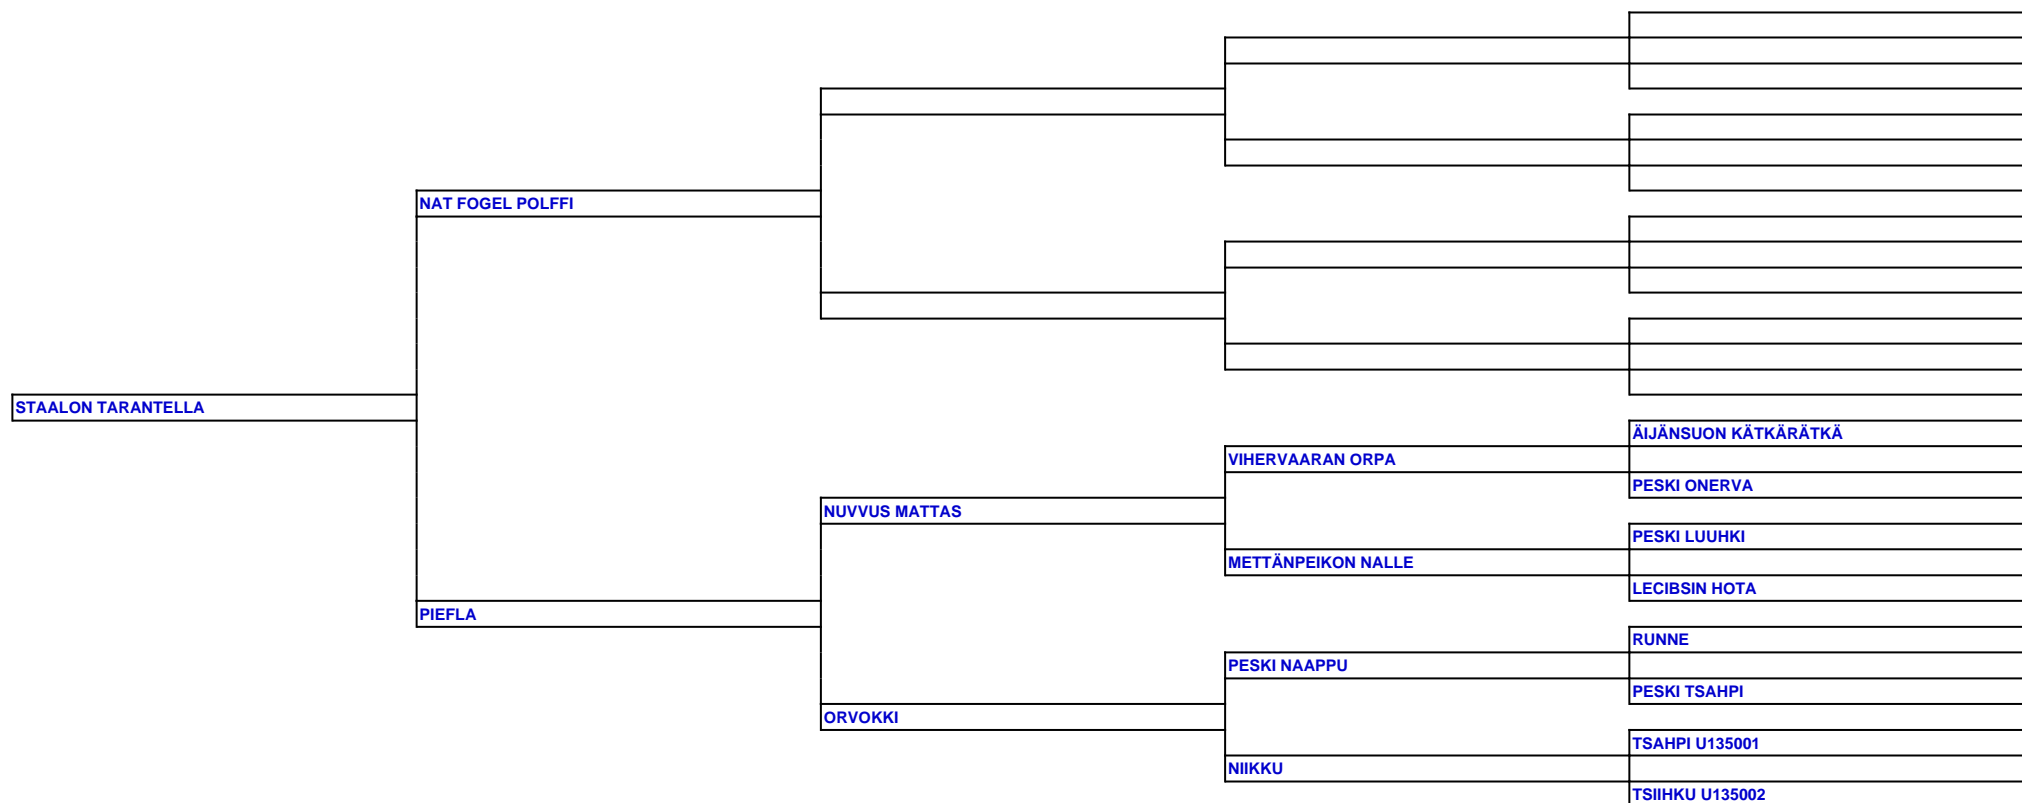 NAT FOGEL POLFFI
STAALON TARANTELLA
ÄIJÄNSUON KÄTKÄRÄTKÄ
VIHERVAARAN ORPA
PESKI ONERVA
NUVVUS MATTAS
PESKI LUUHKI
METTÄNPEIKON NALLE
LECIBSIN HOTA
PIEFLA
RUNNE
PESKI NAAPPU
PESKI TSAHPI
ORVOKKI
TSAHPI U135001
NIIKKU
TSIIHKU U135002